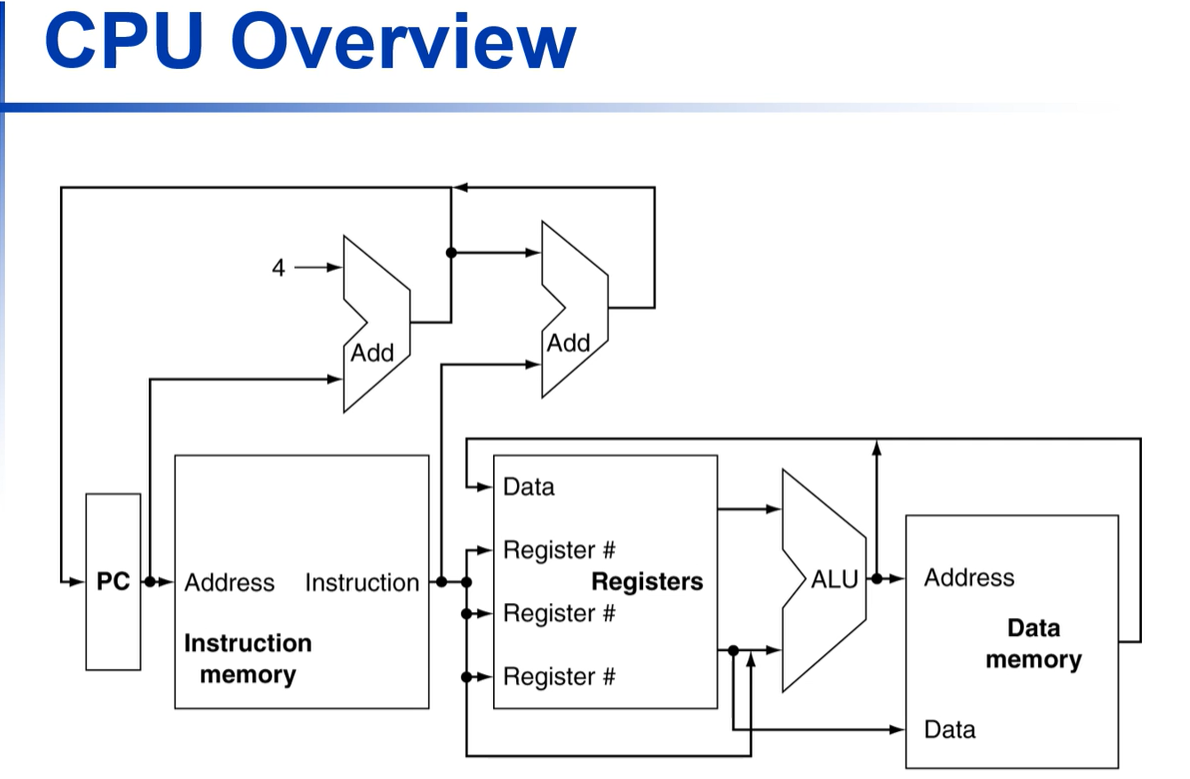 CPU Overview
4
Add
Add
PC
Address
Instruction
Instruction
memory
Data
Register #
Registers
Register #
Register #
ALU
Address
Data
memory
Data